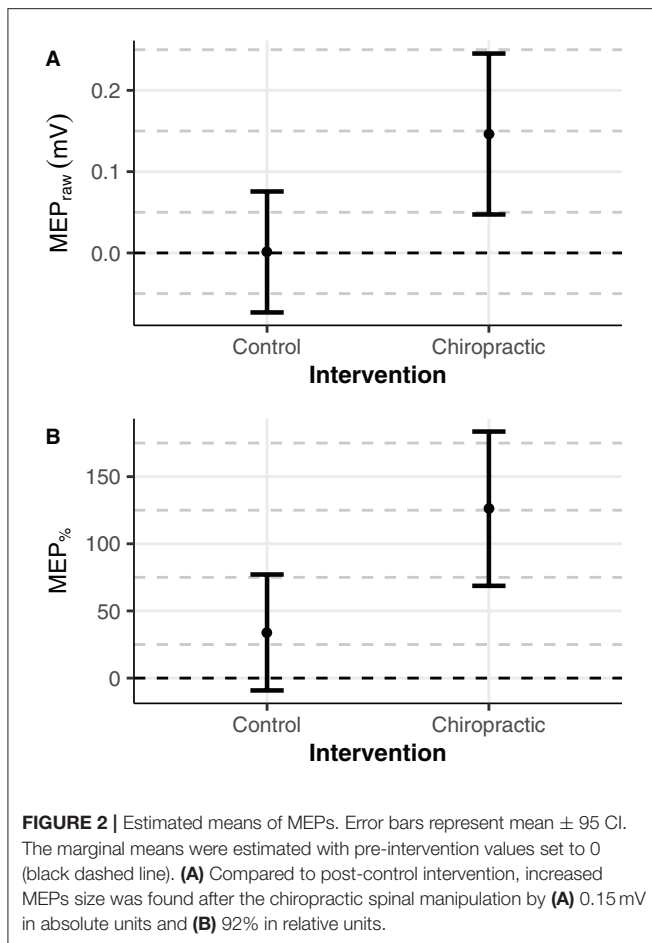 A
0.2
0.1
0.0
MEPraw (mV)
Control Chiropractic
Intervention
B
150
100
50
0
MEP%
Control Chiropractic
Intervention
FIGURE 2 | Estimated means of MEPs. Error bars represent mean ± 95 CI.
The marginal means were estimated with pre-intervention values set to 0
(black dashed line). (A) Compared to post-control intervention, increased
MEPs size was found after the chiropractic spinal manipulation by (A) 0.15 mV
in absolute units and (B) 92% in relative units.